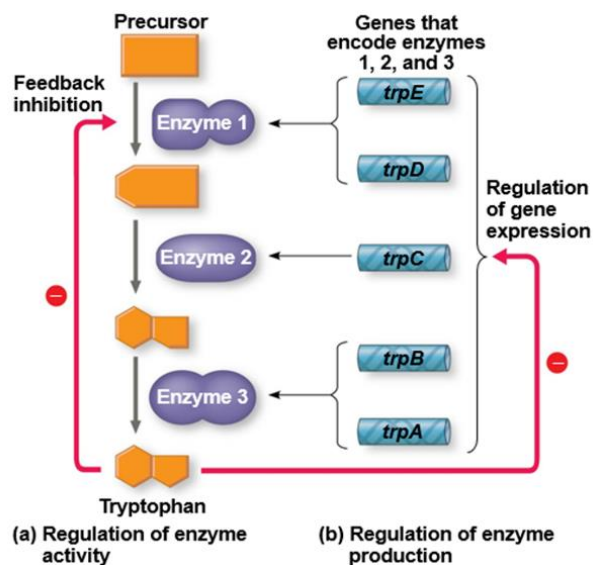 Precursor
Genes that
encode enzymes
1, 2, and 3
Feedback
inhibition
trpE
Enzyme 1
trpD
Regulation
of gene
expression
Enzyme 2
trpC
−
−
trpB
Enzyme 3
trpA
Tryptophan
(a) Regulation of enzyme
activity
(b) Regulation of enzyme
production